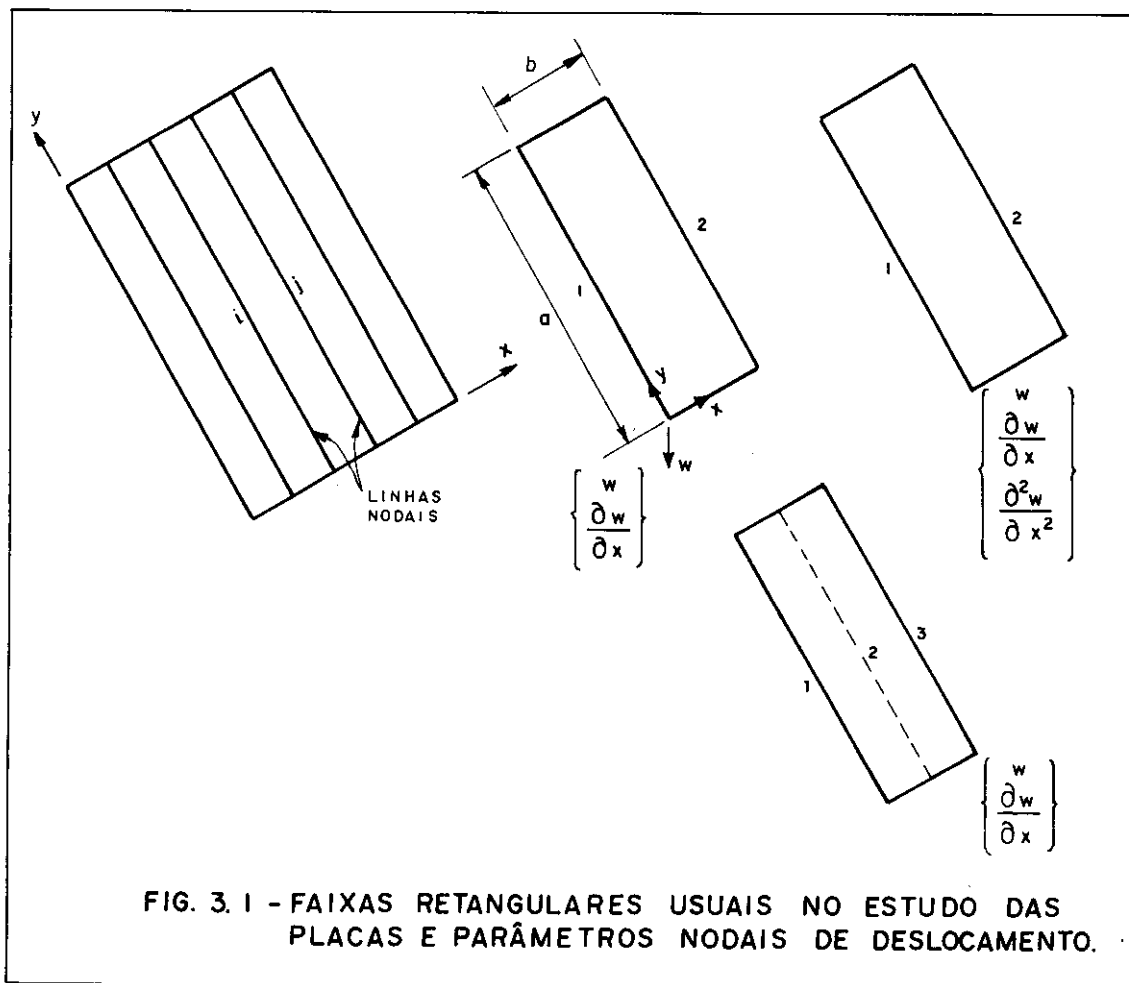 y
x
i
j
LINHAS
NODAIS
b
a
1
2
y
x
w
{ w
∂w
∂x }
1
2
{ w
∂w
∂x
∂²w
∂x² }
1
2
3
{ w
∂w
∂x }
FIG. 3.1 - FAIXAS RETANGULARES USUAIS NO ESTUDO DAS
PLACAS E PARÂMETROS NODAIS DE DESLOCAMENTO.